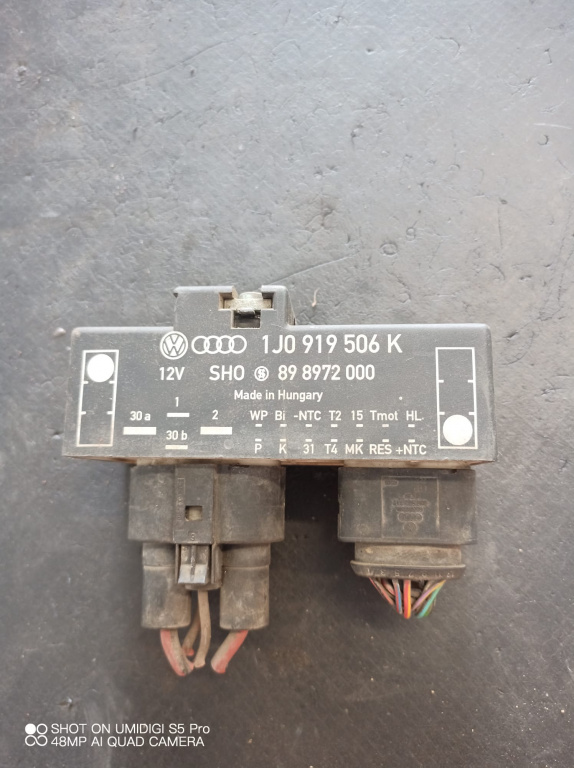 1J0 919 506 K
12V SHO 89 8972 000
Made in Hungary
30 a 1 2 WP Bi -NTC T2 15 Tmot HL
30 b P K 31 T4 MK RES +NTC
SHOT ON UMIDIGI S5 Pro
48MP AI QUAD CAMERA